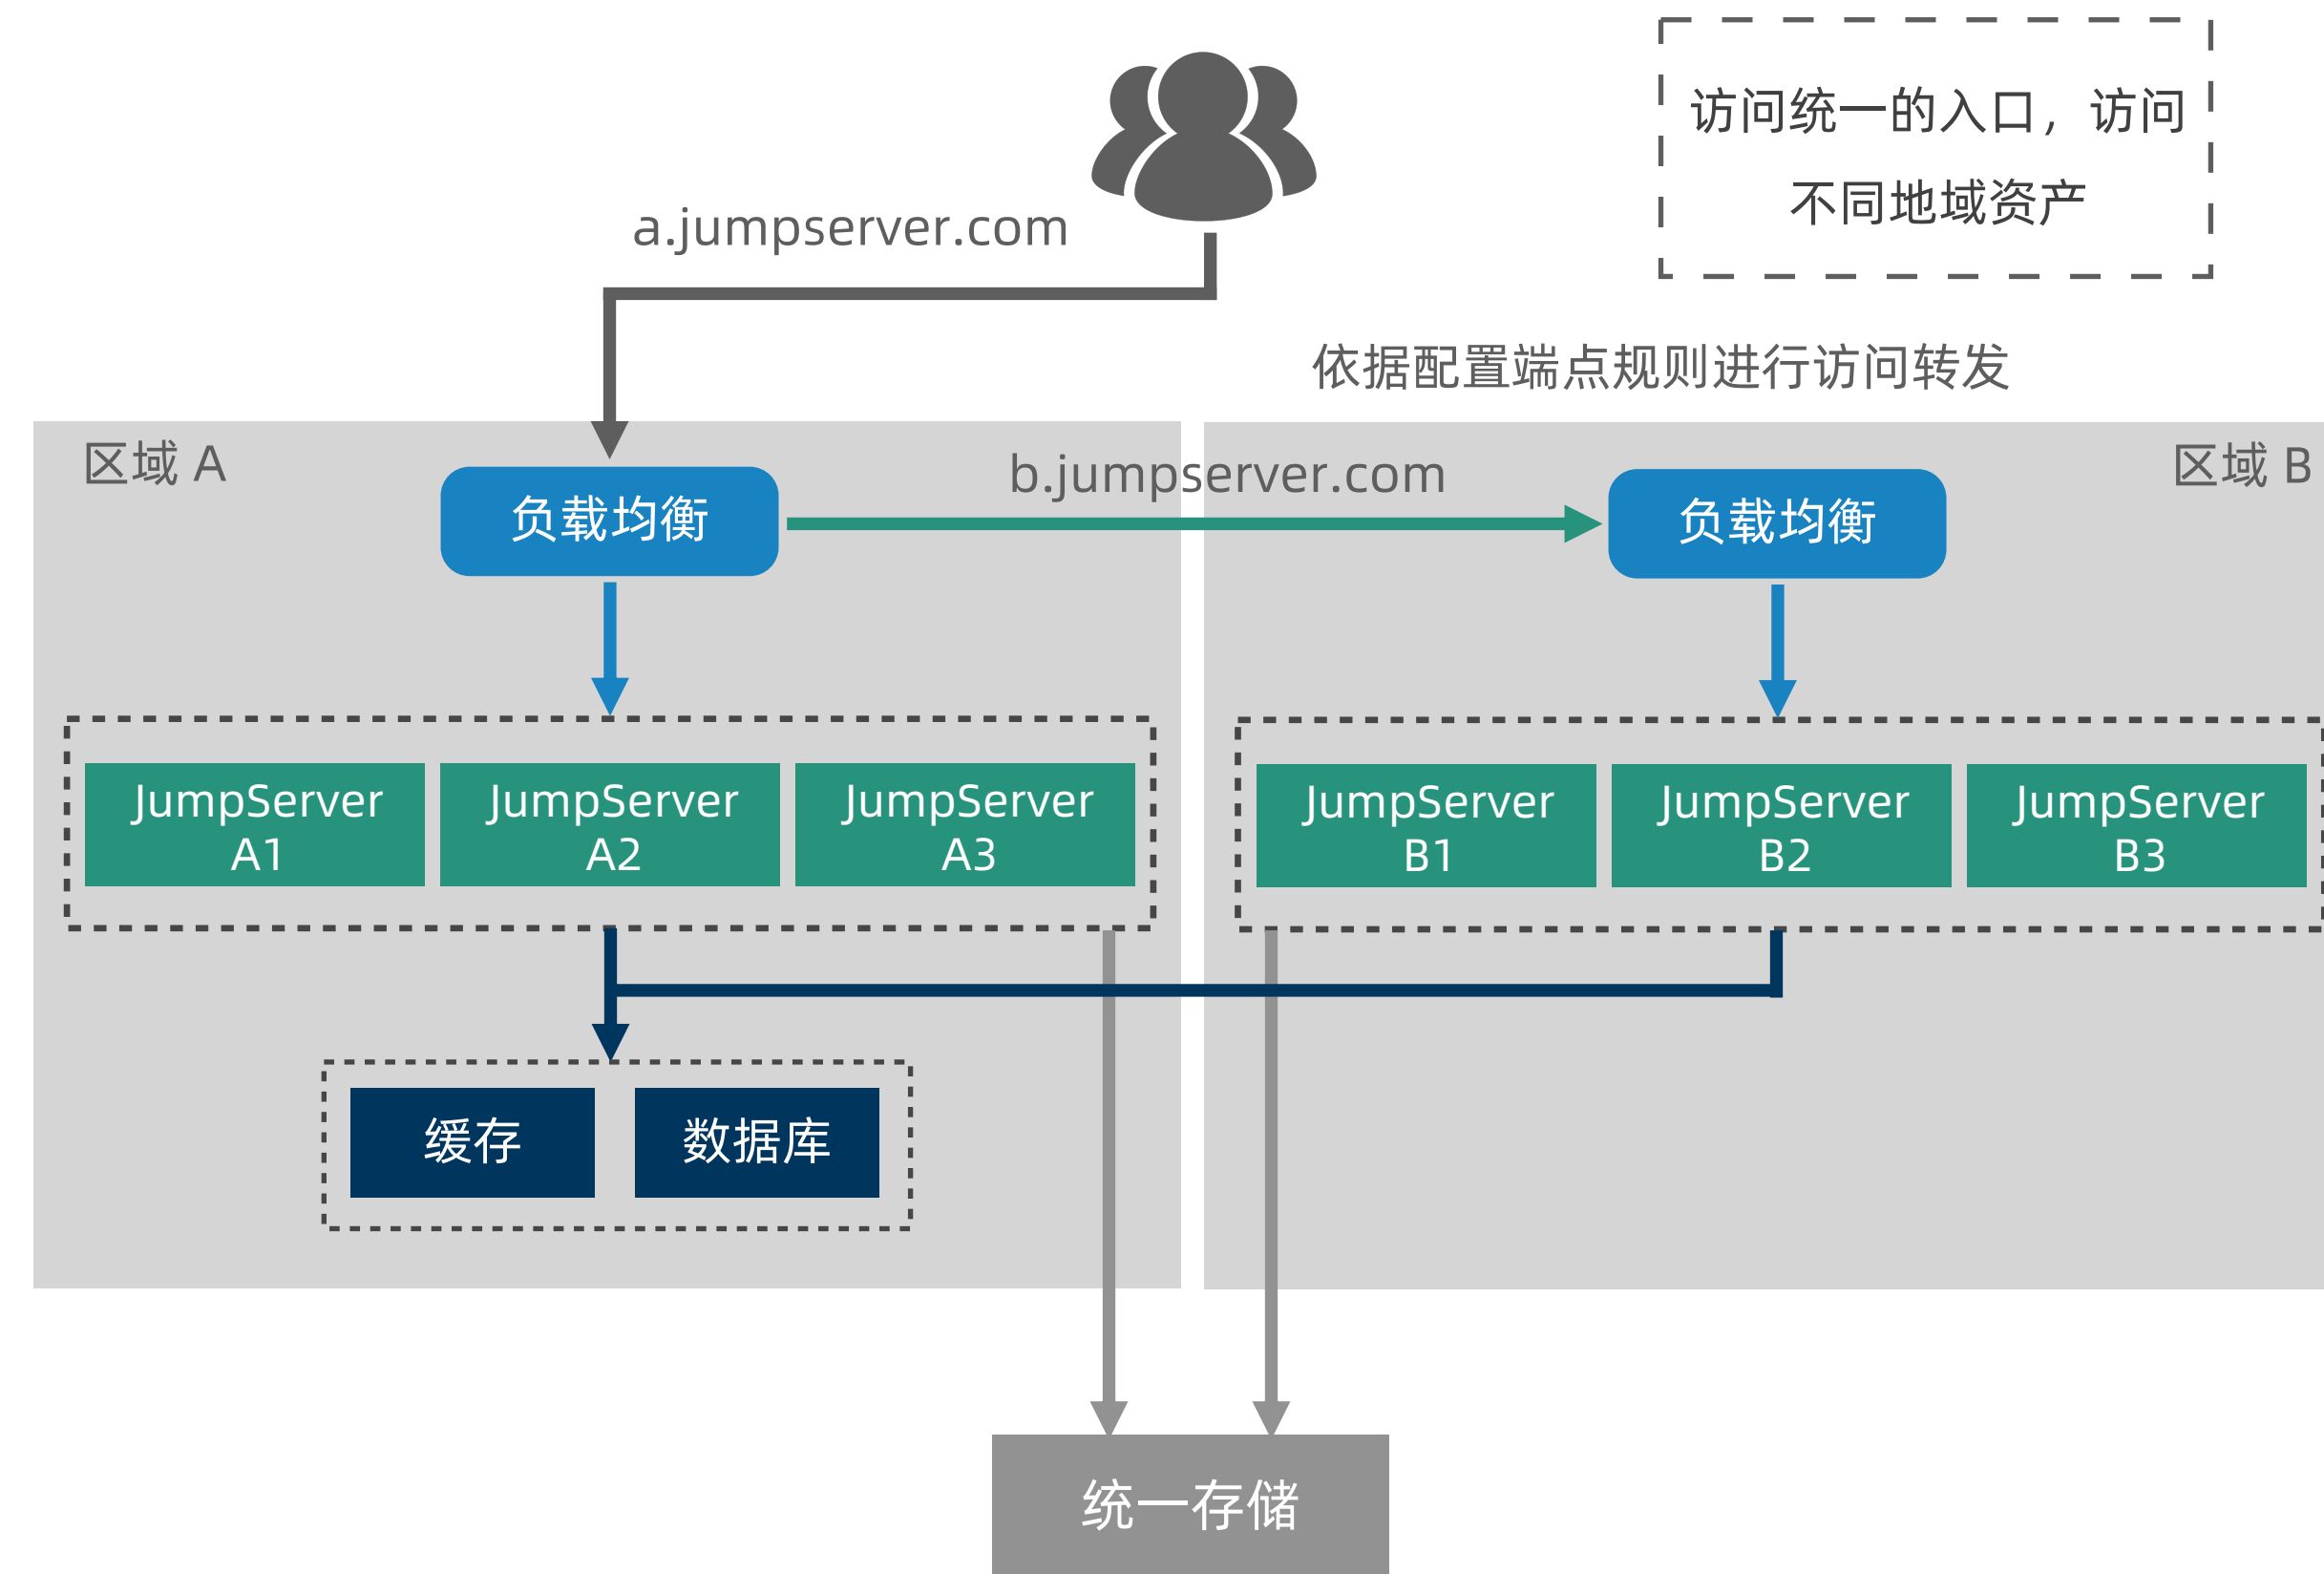 访问统一的入口，访问
不同地域资产
a.jumpserver.com
依据配置端点规则进行访问转发
区域 A
b.jumpserver.com
区域 B
负载均衡
负载均衡
JumpServer
A1
JumpServer
A2
JumpServer
A3
JumpServer
B1
JumpServer
B2
JumpServer
B3
缓存
数据库
统一存储